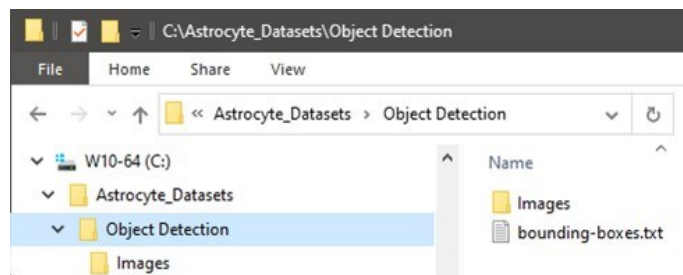 C:\Astrocyte_Datasets\Object Detection
File Home Share View
« Astrocyte_Datasets › Object Detection
W10-64 (C:)
Astrocyte_Datasets
Object Detection
Images
Name
Images
bounding-boxes.txt